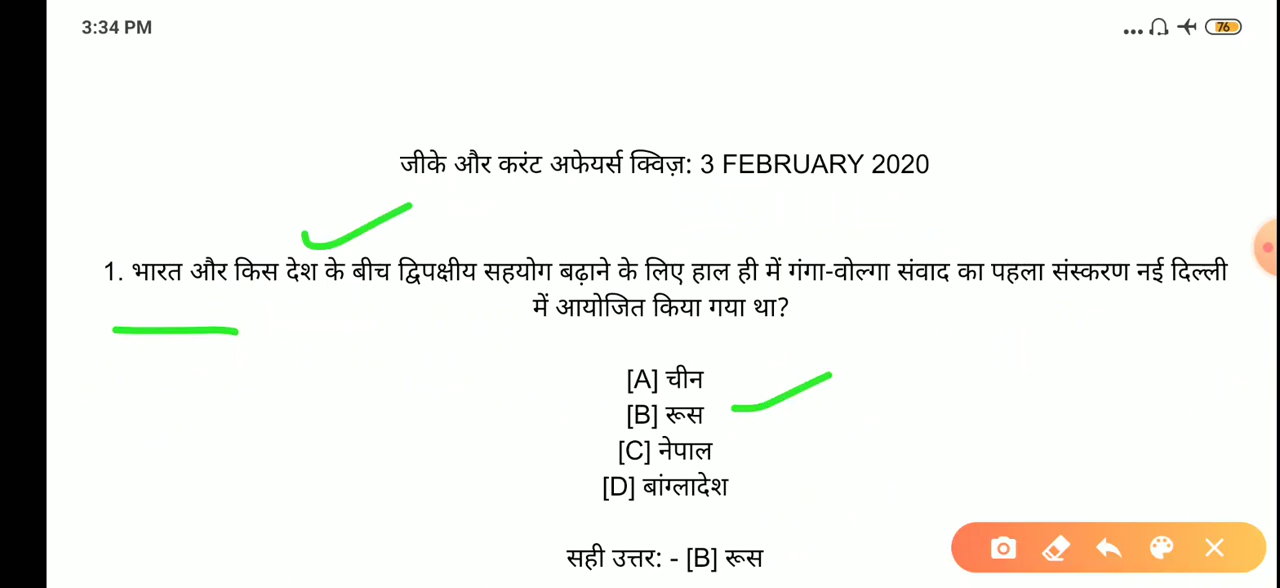 3:34 PM
76
जीके और करंट अफेयर्स क्विज़: 3 FEBRUARY 2020
1. भारत और किस देश के बीच द्विपक्षीय सहयोग बढ़ाने के लिए हाल ही में गंगा-वोल्गा संवाद का पहला संस्करण नई दिल्ली
में आयोजित किया गया था?
[A] चीन
[B] रूस
[C] नेपाल
[D] बांग्लादेश
सही उत्तर: - [B] रूस